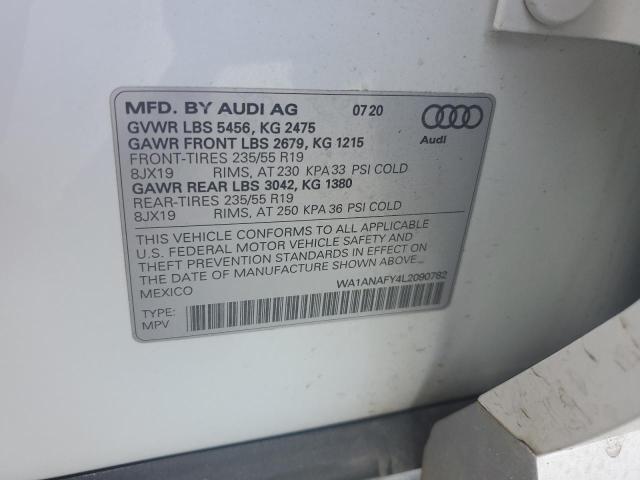 MFD. BY AUDI AG 07 20
GVWR LBS 5456, KG 2475
GAWR FRONT LBS 2679, KG 1215
FRONT-TIRES 235/55 R19
8JX19 RIMS, AT 230 KPA 33 PSI COLD
GAWR REAR LBS 3042, KG 1380
REAR-TIRES 235/55 R19
8JX19 RIMS, AT 250 KPA 36 PSI COLD
Audi
THIS VEHICLE CONFORMS TO ALL APPLICABLE
U.S. FEDERAL MOTOR VEHICLE SAFETY AND
THEFT PREVENTION STANDARDS IN EFFECT ON
THE DATE OF MANUFACTURE SHOWN ABOVE.
MEXICO
WA1ANAFY4L2090782
TYPE:
MPV